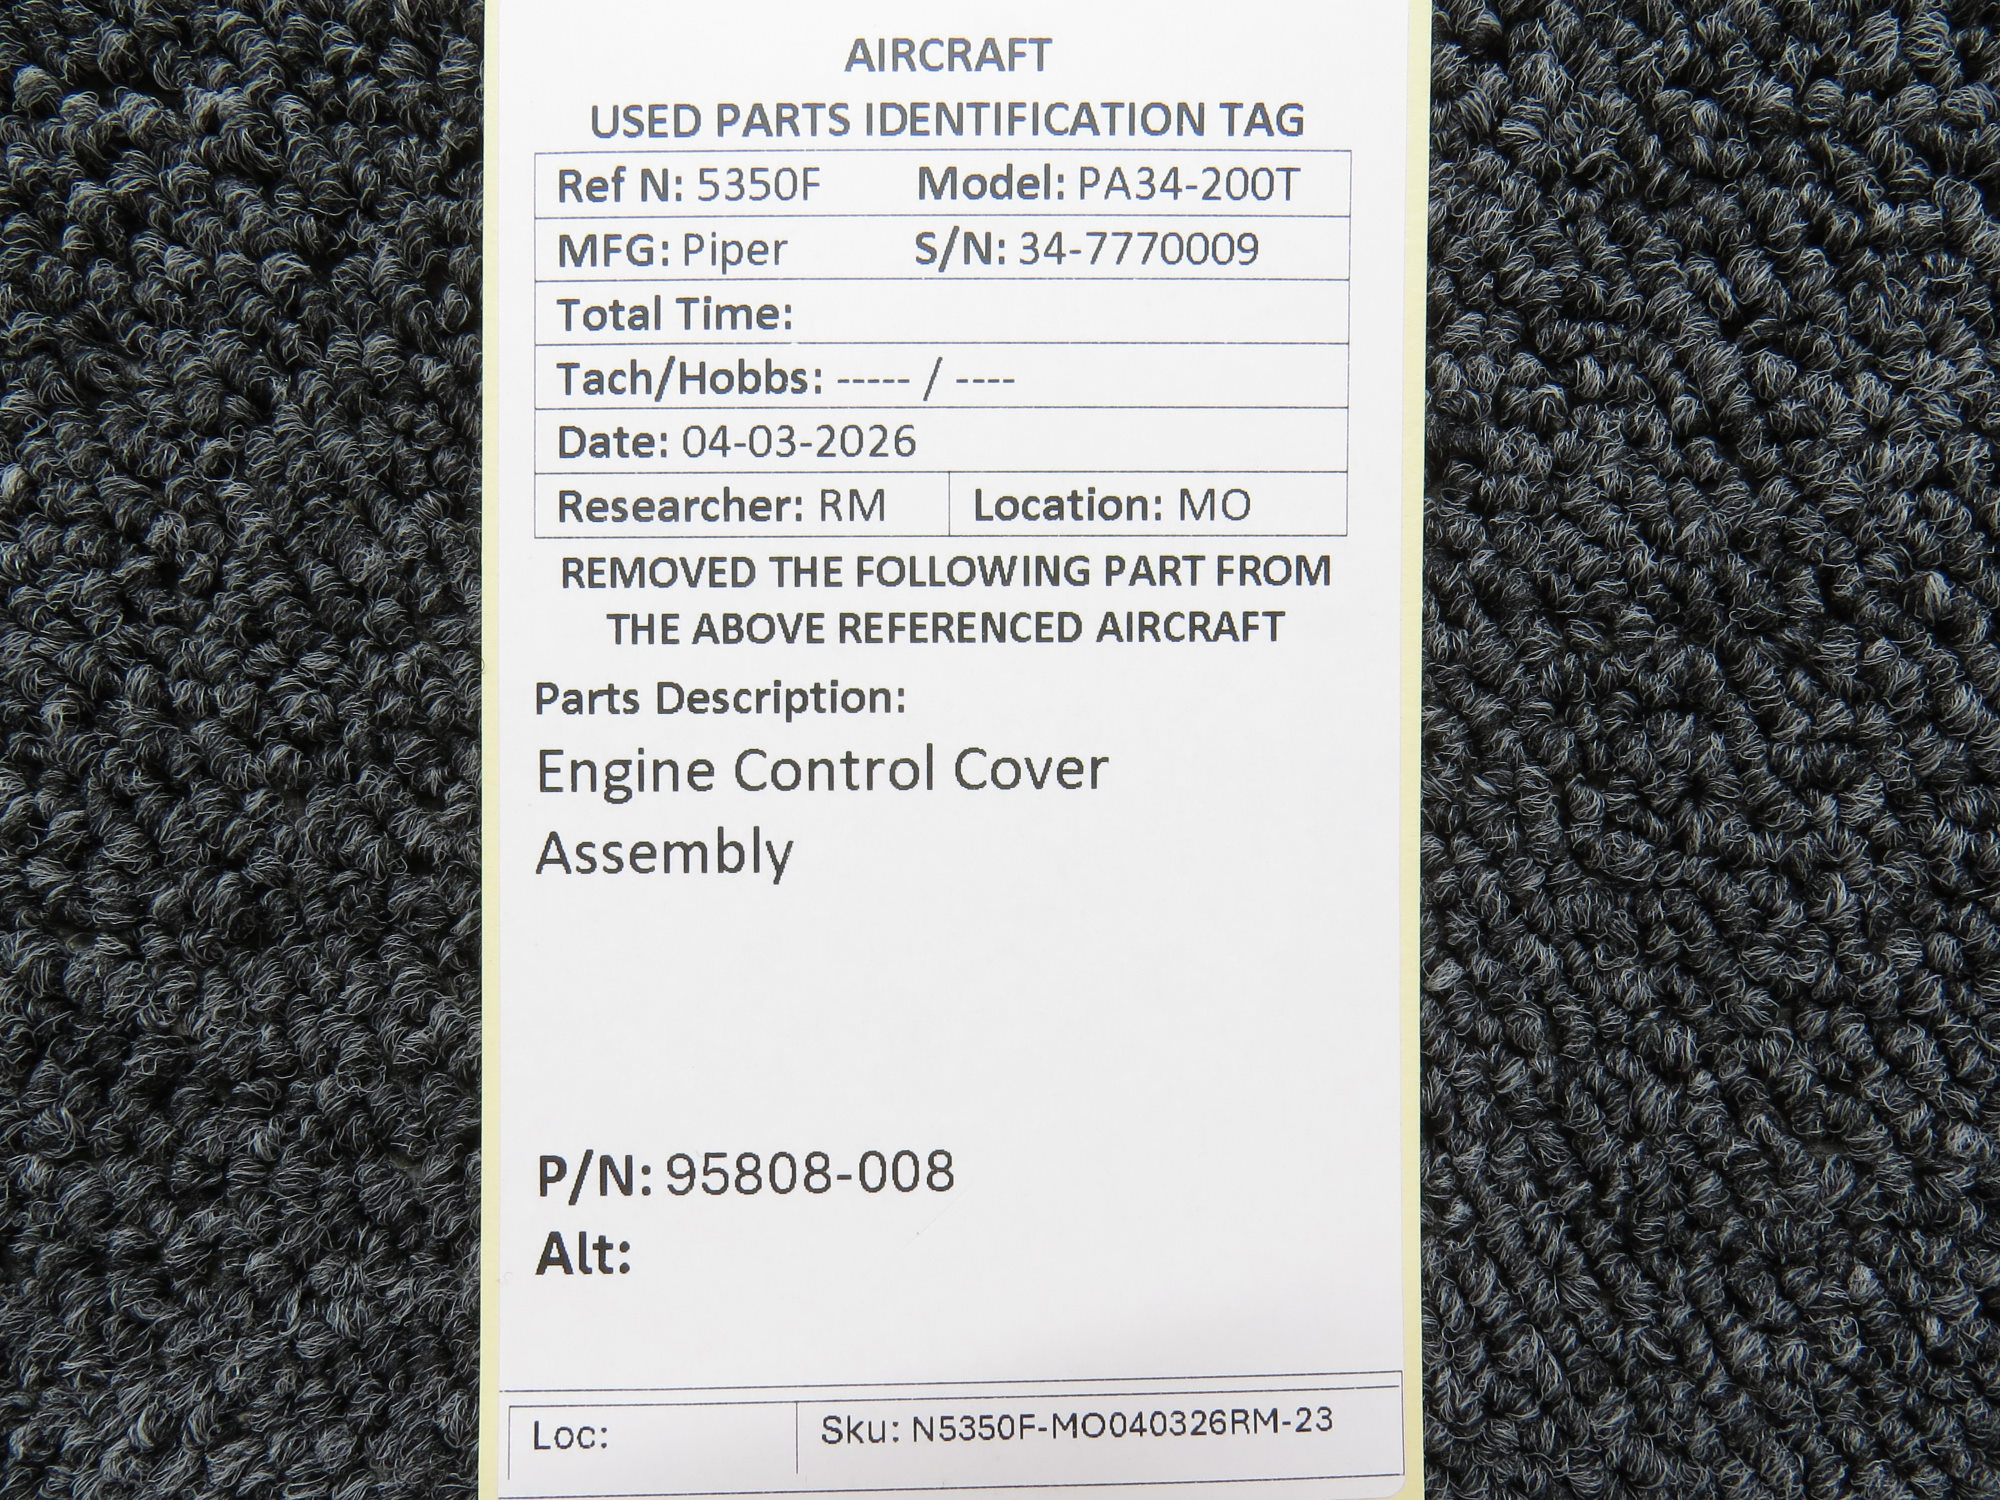 AIRCRAFT
USED PARTS IDENTIFICATION TAG
Ref N: 5350F Model: PA34-200T
MFG: Piper S/N: 34-7770009
Total Time:
Tach/Hobbs: ----- / ----
Date: 04-03-2026
Researcher: RM Location: MO
REMOVED THE FOLLOWING PART FROM
THE ABOVE REFERENCED AIRCRAFT
Parts Description:
Engine Control Cover
Assembly
P/N: 95808-008
Alt:
Loc: Sku: N5350F-MO040326RM-23